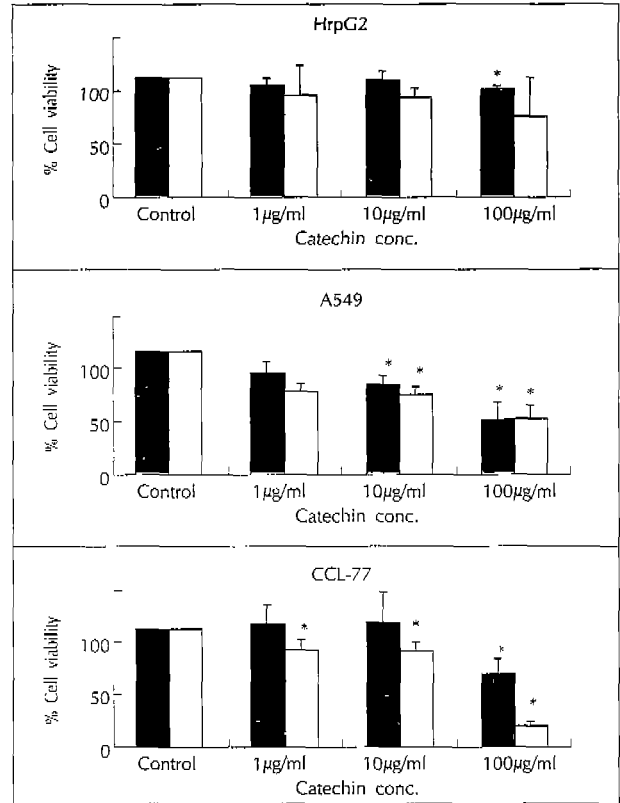 HrpG2
% Cell viability
100
50
0
*
Control 1µg/ml 10µg/ml 100µg/ml
Catechin conc.
A549
% Cell viability
100
50
0
* * * *
Control 1µg/ml 10µg/ml 100µg/ml
Catechin conc.
CCL-77
% Cell viability
100
50
0
* * * *
Control 1µg/ml 10µg/ml 100µg/ml
Catechin conc.